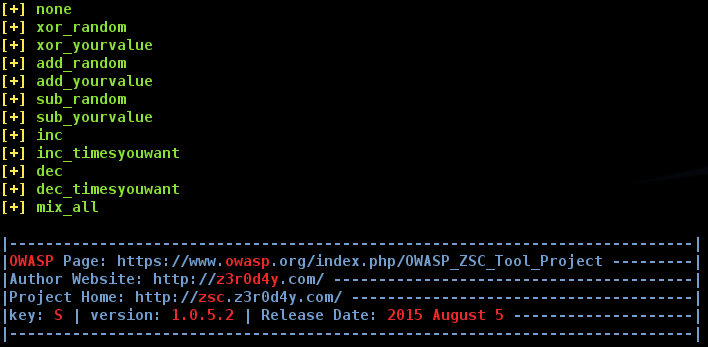 [+] none
[+] xor_random
[+] xor_yourvalue
[+] add_random
[+] add_yourvalue
[+] sub_random
[+] sub_yourvalue
[+] inc
[+] inc_timesyouwant
[+] dec
[+] dec_timesyouwant
[+] mix_all
|----------------------------------------------------------------------------|
|OWASP Page: https://www.owasp.org/index.php/OWASP_ZSC_Tool_Project ---------|
|Author Website: http://z3r0d4y.com/ ----------------------------------------|
|Project Home: http://zsc.z3r0d4y.com/ --------------------------------------|
|key: S | version: 1.0.5.2 | Release Date: 2015 August 5 --------------------|
|----------------------------------------------------------------------------|